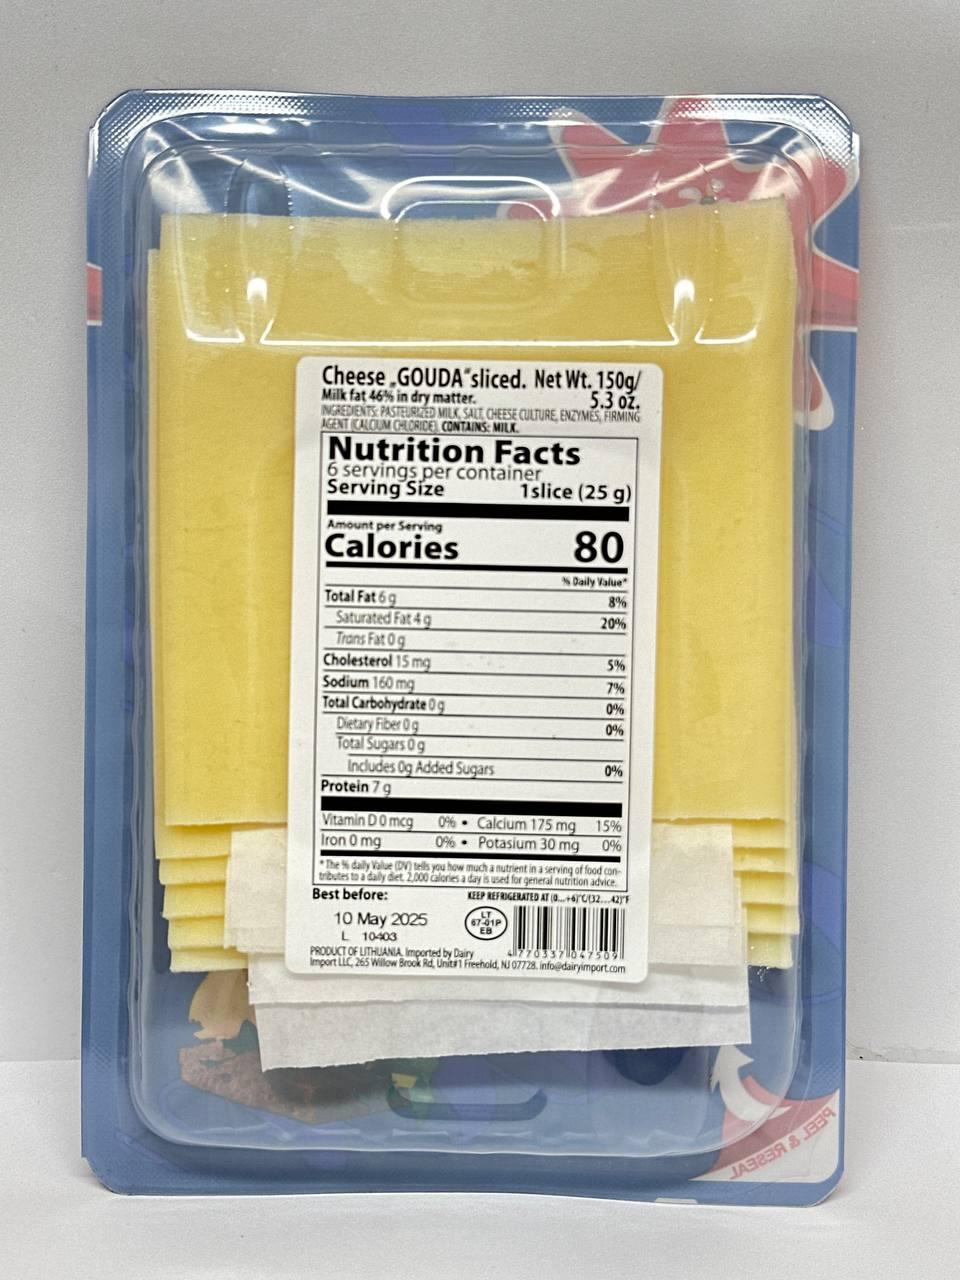 Cheese „GOUDA“ sliced. Net Wt. 150g/
Milk fat 46% in dry matter. 5.3 oz.
INGREDIENTS: PASTEURIZED MILK, SALT, CHEESE CULTURE, ENZYMES, FIRMING
AGENT (CALCIUM CHLORIDE). CONTAINS: MILK.
Nutrition Facts
6 servings per container
Serving Size 1slice (25 g)
Amount per Serving
Calories 80
% Daily Value*
Total Fat 6 g 8%
Saturated Fat 4 g 20%
Trans Fat 0 g
Cholesterol 15 mg 5%
Sodium 160 mg 7%
Total Carbohydrate 0 g 0%
Dietary Fiber 0 g 0%
Total Sugars 0 g
Includes 0g Added Sugars 0%
Protein 7 g
Vitamin D 0 mcg 0% • Calcium 175 mg 15%
Iron 0 mg 0% • Potasium 30 mg 0%
* The % daily Value (DV) tells you how much a nutrient in a serving of food con-
tributes to a daily diet. 2,000 calories a day is used for general nutrition advice.
Best before: KEEP REFRIGERATED AT (0...+6)°C/(32...42)°F
10 May 2025
L 10403
LT
67-01P
EB
4 770337 047509
PRODUCT OF LITHUANIA. Imported by Dairy
Import LLC, 265 Willow Brook Rd, Unit#1 Freehold, NJ 07728. info@dairyimport.com
PEEL & RESEAL